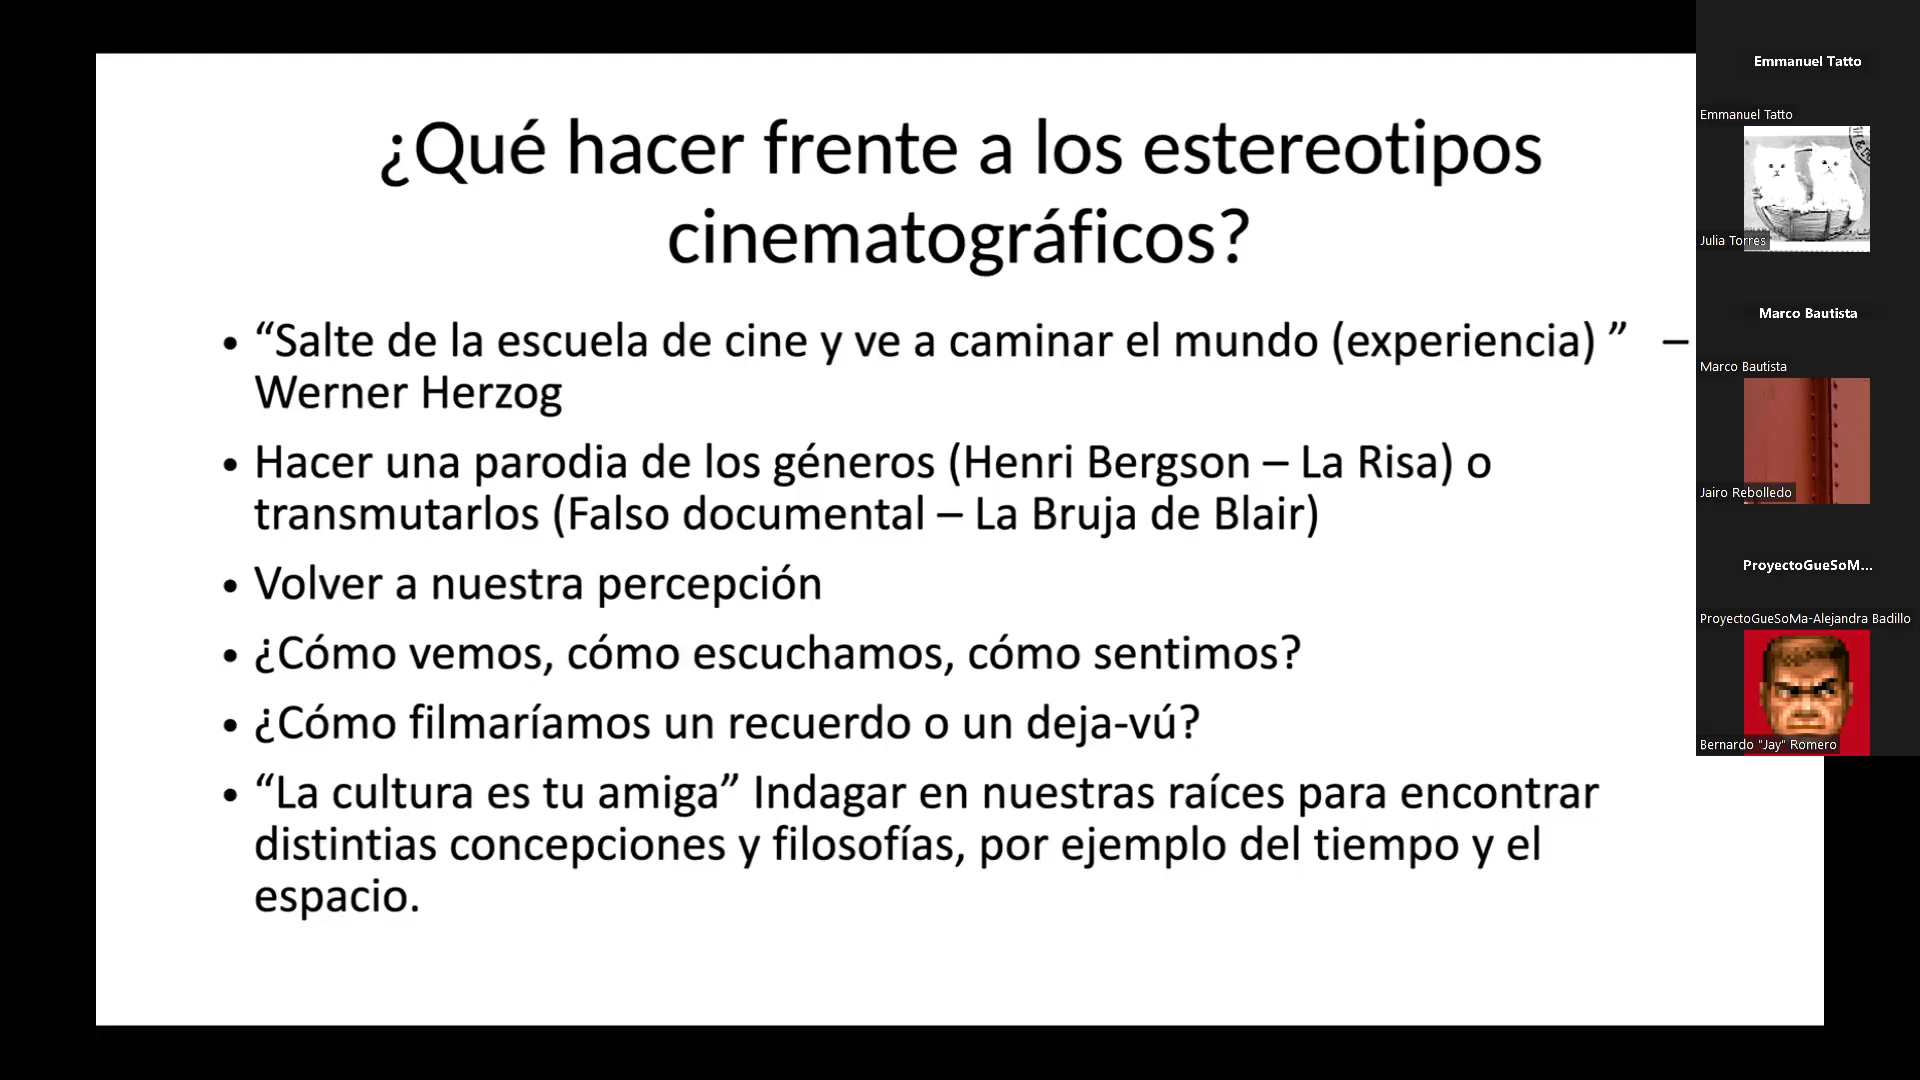 ¿Qué hacer frente a los estereotipos
cinematográficos?
• “Salte de la escuela de cine y ve a caminar el mundo (experiencia) ” –
Werner Herzog
• Hacer una parodia de los géneros (Henri Bergson – La Risa) o
transmutarlos (Falso documental – La Bruja de Blair)
• Volver a nuestra percepción
• ¿Cómo vemos, cómo escuchamos, cómo sentimos?
• ¿Cómo filmaríamos un recuerdo o un deja-vú?
• “La cultura es tu amiga” Indagar en nuestras raíces para encontrar
distintias concepciones y filosofías, por ejemplo del tiempo y el
espacio.
Emmanuel Tatto
Emmanuel Tatto
Julia Torres
Marco Bautista
Marco Bautista
Jairo Rebolledo
ProyectoGueSoM...
ProyectoGueSoMa-Alejandra Badillo
Bernardo "Jay" Romero